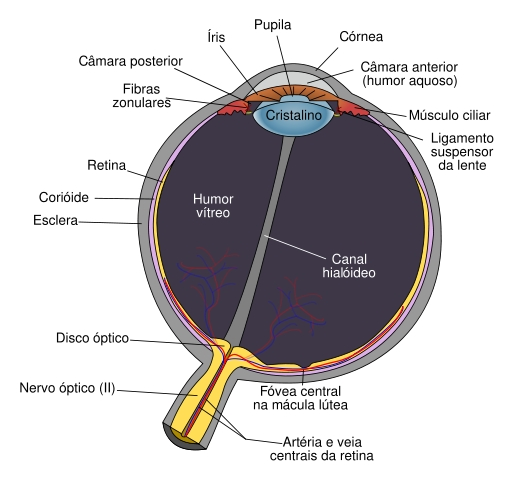 Pupila
Íris
Córnea
Câmara posterior
Câmara anterior
(humor aquoso)
Fibras
zonulares
Cristalino
Músculo ciliar
Ligamento
suspensor
da lente
Retina
Corióide
Esclera
Humor
vítreo
Canal
hialóideo
Disco óptico
Nervo óptico (II)
Fóvea central
na mácula lútea
Artéria e veia
centrais da retina